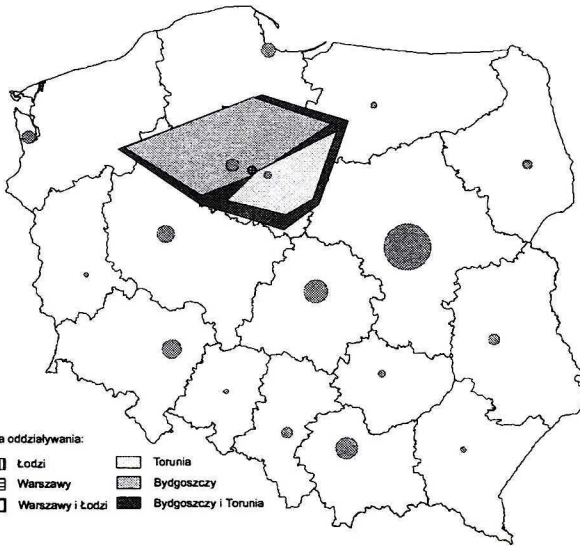 a oddziaływania:
Łodzi
Warszawy
Warszawy i Łodzi
Torunia
Bydgoszczy
Bydgoszczy i Torunia